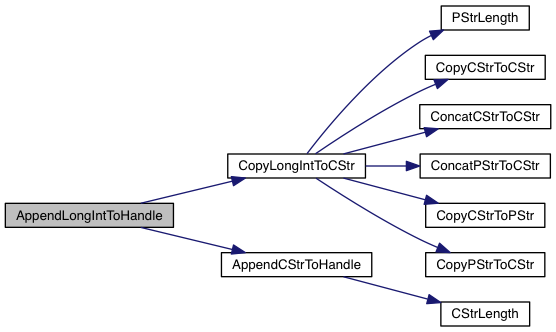 PStrLength
CopyCStrToCStr
ConcatCStrToCStr
CopyLongIntToCStr
ConcatPStrToCStr
AppendLongIntToHandle
CopyCStrToPStr
AppendCStrToHandle
CopyPStrToCStr
CStrLength